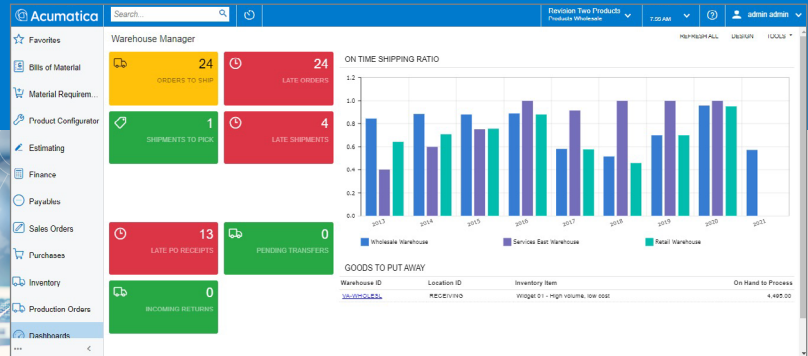 Acumatica
Search...
Revision Two Products
Products Wholesale
7:55 AM
admin admin
Favorites
Bills of Material
Material Requirem...
Product Configurator
Estimating
Finance
Payables
Sales Orders
Purchases
Inventory
Production Orders
Dashboards
Warehouse Manager
REFRESH ALL DESIGN TOOLS
24
ORDERS TO SHIP
24
LATE ORDERS
1
SHIPMENTS TO PICK
4
LATE SHIPMENTS
13
LATE PO RECEIPTS
0
PENDING TRANSFERS
0
INCOMING RETURNS
ON TIME SHIPPING RATIO
1.2
1.0
0.8
0.6
0.4
0.2
0.0
2013 2014 2015 2016 2017 2018 2019 2020 2021
Wholesale Warehouse Services East Warehouse Retail Warehouse
GOODS TO PUT AWAY
Warehouse ID Location ID Inventory Item On Hand to Process
VA-WHOLESL RECEIVING Widget 01 - High volume, low cost 4,495.00